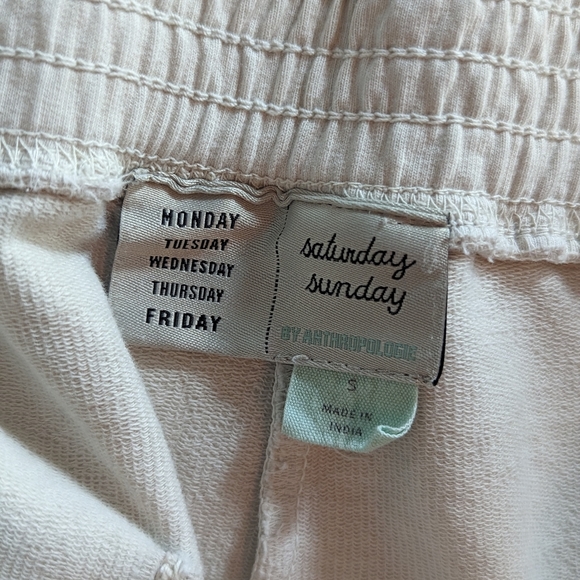 MONDAY
TUESDAY
WEDNESDAY
THURSDAY
FRIDAY
saturday
sunday
BY ANTHROPOLOGIE
S
MADE IN
INDIA